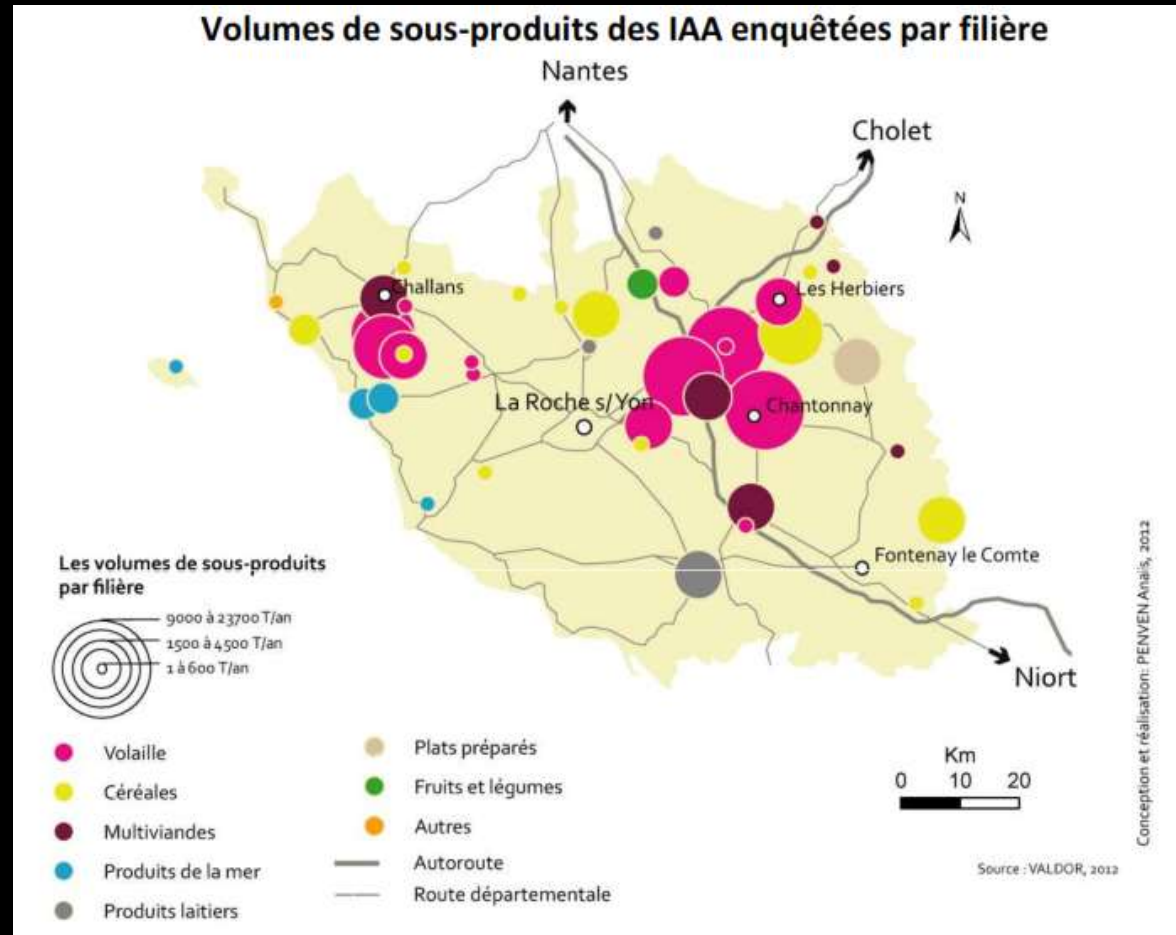 Volumes de sous-produits des IAA enquêtées par filière
Nantes
Cholet
N
Challans
Les Herbiers
La Roche s/Yon
Chantonnay
Fontenay le Comte
Niort
Les volumes de sous-produits
par filière
9000 à 23700 T/an
1500 à 4500 T/an
1 à 600 T/an
Volaille
Céréales
Multiviandes
Produits de la mer
Produits laitiers
Plats préparés
Fruits et légumes
Autres
Autoroute
Route départementale
Km
0 10 20
Source : VALDOR, 2012
Conception et réalisation: PENVEN Anaïs, 2012